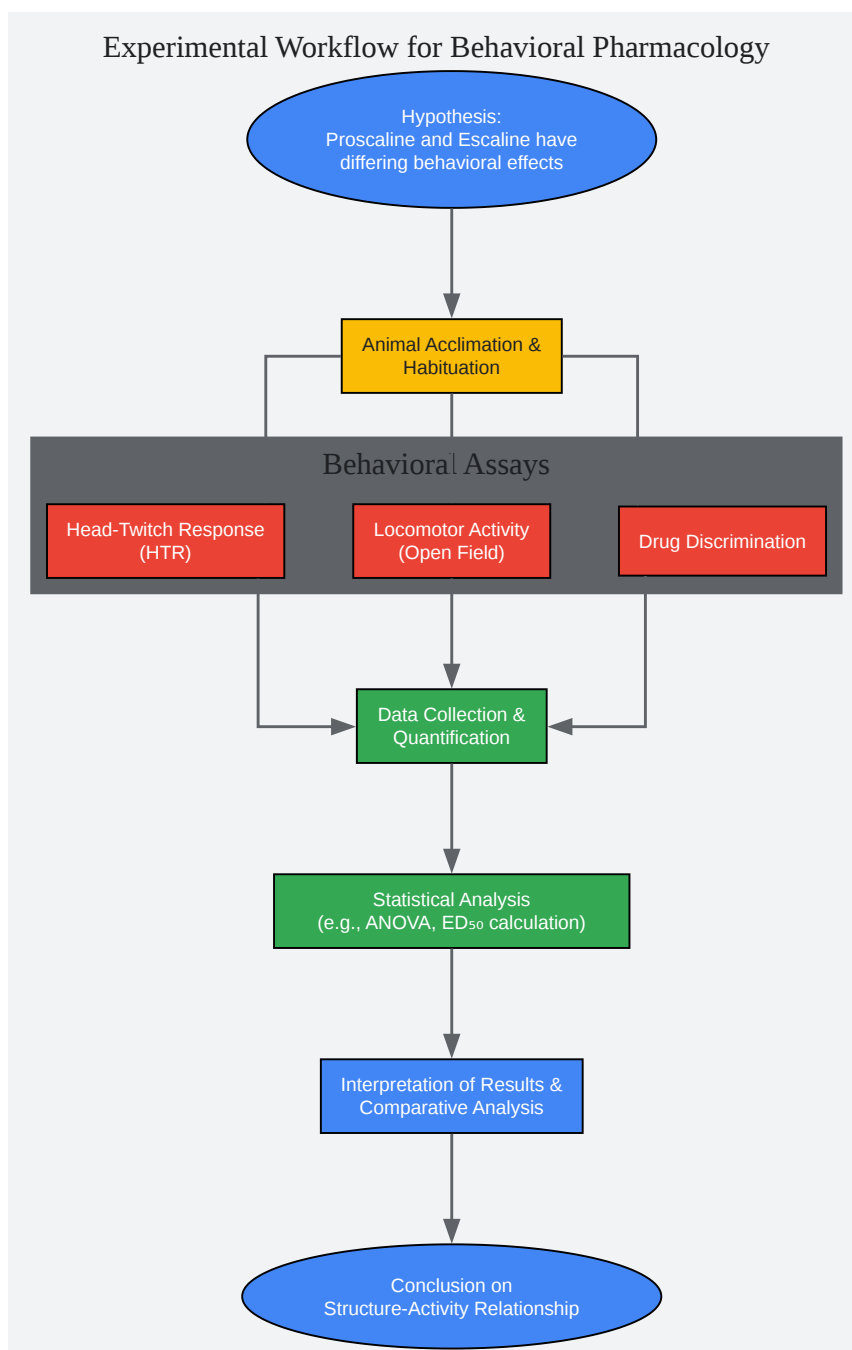 Experimental Workflow for Behavioral Pharmacology
Hypothesis:
Proscaline and Escaline have
differing behavioral effects
Animal Acclimation &
Habituation
Behavioral Assays
Head-Twitch Response
(HTR)
Locomotor Activity
(Open Field)
Drug Discrimination
Data Collection &
Quantification
Statistical Analysis
(e.g., ANOVA, ED₅₀ calculation)
Interpretation of Results &
Comparative Analysis
Conclusion on
Structure-Activity Relationship